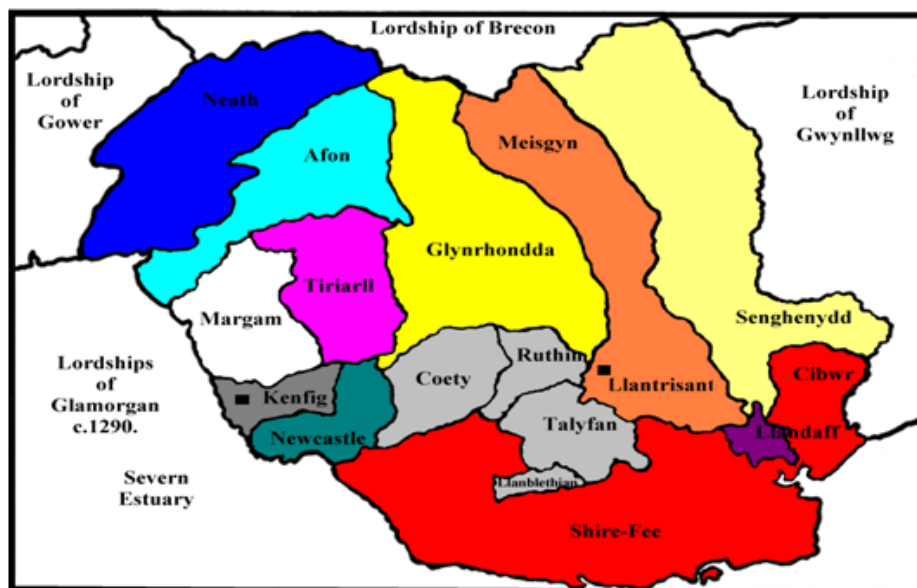 Lordship of Brecon
Lordship
of
Gower
Neath
Lordship
of
Gwynllwg
Meisgyn
Afon
Glynrhondda
Tiriarll
Margam
Senghenydd
Ruthin
Lordships
of
Glamorgan
c.1290.
Coety
Llantrisant
Cibwr
Kenfig
Talyfan
Newcastle
Llandaff
Severn
Estuary
Llanblethian
Shire-Fee